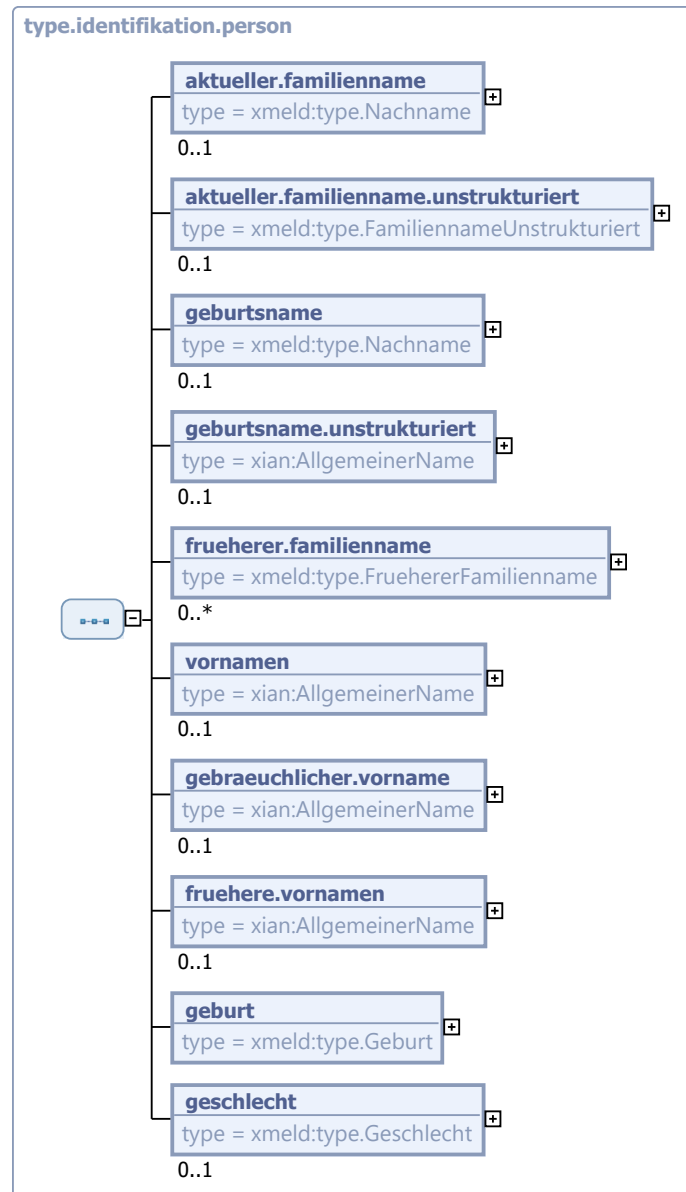 type.identifikation.person
aktueller.familienname
type = xmeld:type.Nachname
0..1
aktueller.familienname.unstrukturiert
type = xmeld:type.FamiliennameUnstrukturiert
0..1
geburtsname
type = xmeld:type.Nachname
0..1
geburtsname.unstrukturiert
type = xian:AllgemeinerName
0..1
frueherer.familienname
type = xmeld:type.FruehererFamilienname
0..*
vornamen
type = xian:AllgemeinerName
0..1
gebraeuchlicher.vorname
type = xian:AllgemeinerName
0..1
fruehere.vornamen
type = xian:AllgemeinerName
0..1
geburt
type = xmeld:type.Geburt
geschlecht
type = xmeld:type.Geschlecht
0..1